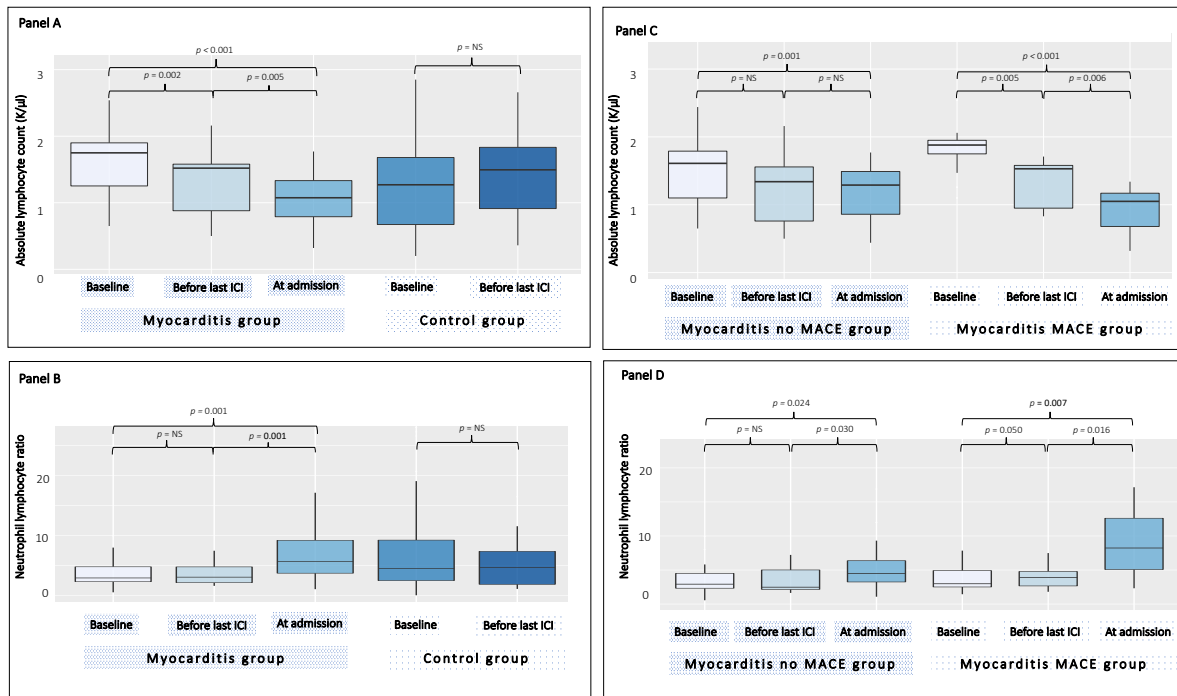 Panel A
p < 0.001
p = NS
p = 0.002
p = 0.005
Absolute lymphocyte count (K/µl)
3
2
1
0
Baseline
Before last ICI
At admission
Baseline
Before last ICI
Myocarditis group
Control group
Panel C
p = 0.001
p <0.001
p = NS
p = NS
p = 0.005
p = 0.006
Absolute lymphocyte count (K/µl)
3
2
1
0
Baseline
Before last ICI
At admission
Baseline
Before last ICI
At admission
Myocarditis no MACE group
Myocarditis MACE group
Panel B
p = 0.001
p = NS
p = 0.001
p = NS
Neutrophil lymphocyte ratio
20
10
0
Baseline
Before last ICI
At admission
Baseline
Before last ICI
Myocarditis group
Control group
Panel D
p = 0.024
p = 0.007
p = NS
p = 0.030
p = 0.050
p = 0.016
Neutrophil lymphocyte ratio
20
10
0
Baseline
Before last ICI
At admission
Baseline
Before last ICI
At admission
Myocarditis no MACE group
Myocarditis MACE group